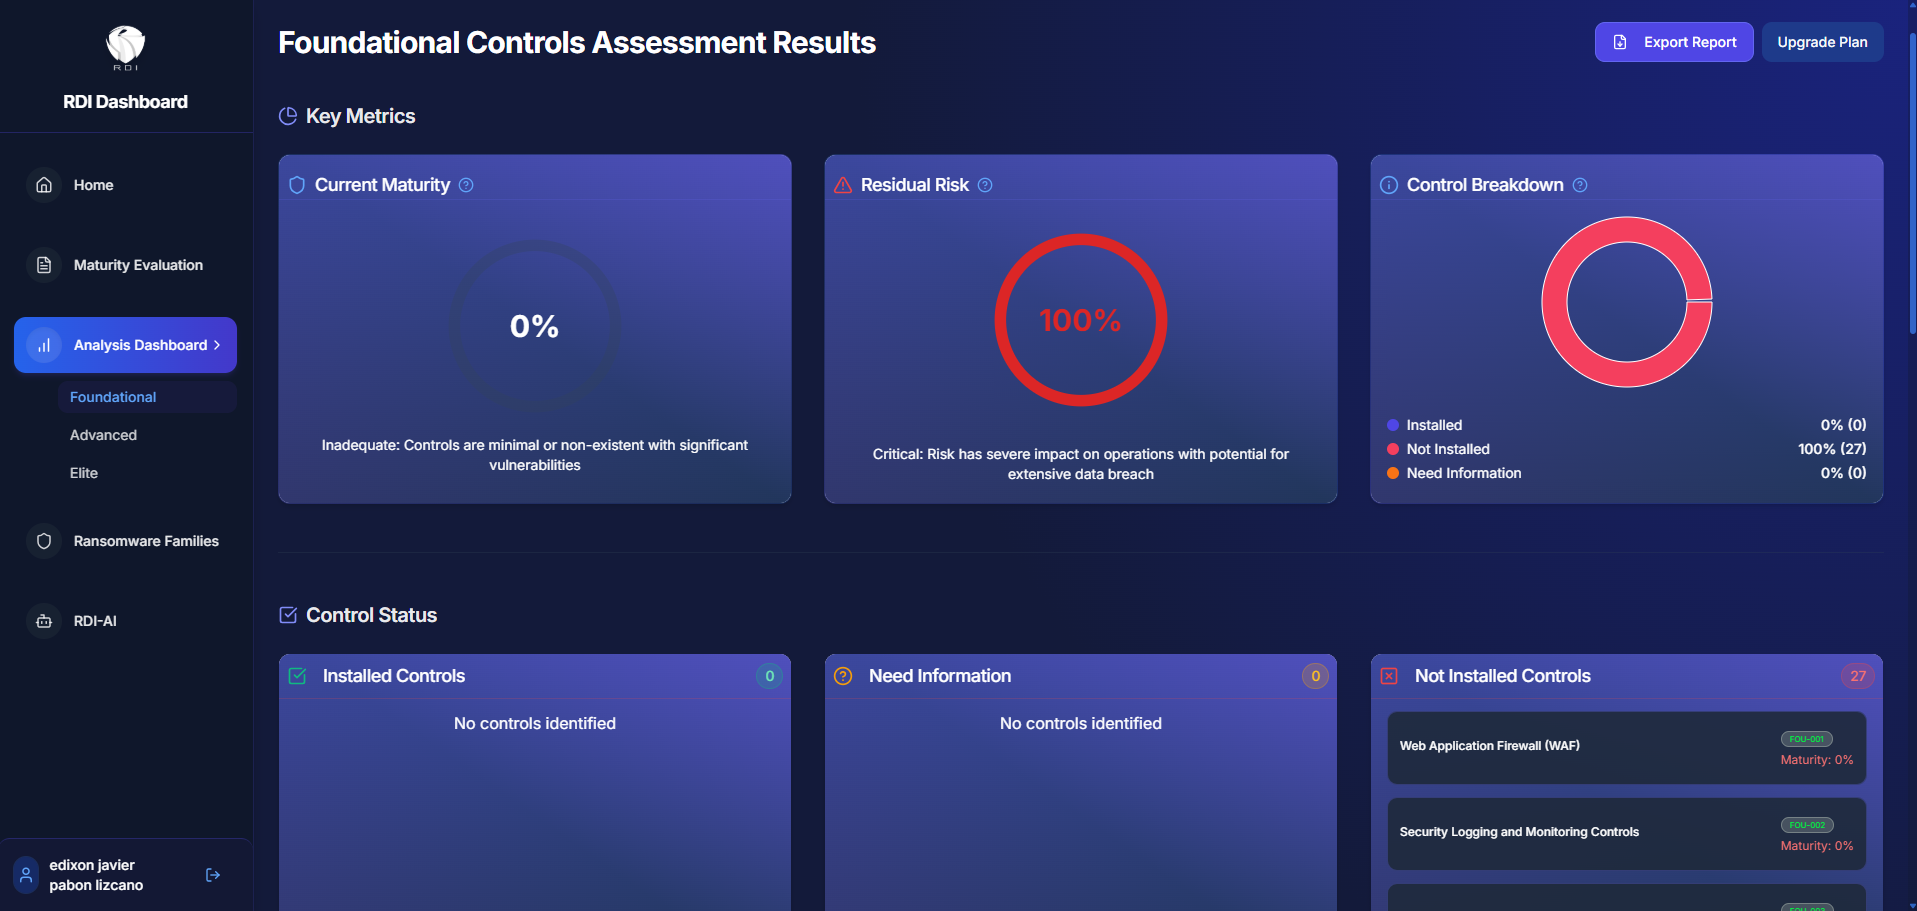 RDI
RDI Dashboard
Home
Maturity Evaluation
Analysis Dashboard
Foundational
Advanced
Elite
Ransomware Families
RDI-AI
edixon javier
pabon lizcano
Foundational Controls Assessment Results
Export Report
Upgrade Plan
Key Metrics
Current Maturity
0%
Inadequate: Controls are minimal or non-existent with significant
vulnerabilities
Residual Risk
100%
Critical: Risk has severe impact on operations with potential for
extensive data breach
Control Breakdown
Installed 0% (0)
Not Installed 100% (27)
Need Information 0% (0)
Control Status
Installed Controls 0
No controls identified
Need Information 0
No controls identified
Not Installed Controls 27
Web Application Firewall (WAF)
FOU-001
Maturity: 0%
Security Logging and Monitoring Controls
FOU-002
Maturity: 0%